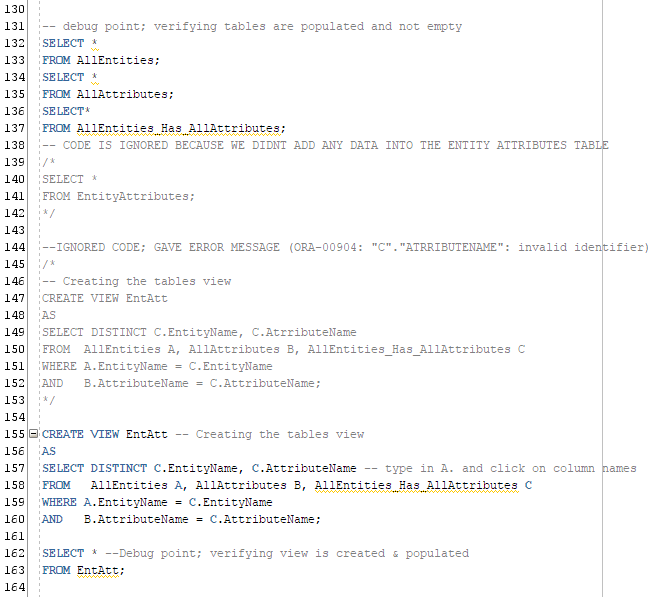 130
131 -- debug point; verifying tables are populated and not empty
132 SELECT *
133 FROM AllEntities;
134 SELECT *
135 FROM AllAttributes;
136 SELECT*
137 FROM AllEntities_Has_AllAttributes;
138 -- CODE IS IGNORED BECAUSE WE DIDNT ADD ANY DATA INTO THE ENTITY ATTRIBUTES TABLE
139 /*
140 SELECT *
141 FROM EntityAttributes;
142 */
143
144 --IGNORED CODE; GAVE ERROR MESSAGE (ORA-00904: "C"."ATRRIBUTENAME": invalid identifier)
145 /*
146 -- Creating the tables view
147 CREATE VIEW EntAtt
148 AS
149 SELECT DISTINCT C.EntityName, C.AtrributeName
150 FROM  AllEntities A, AllAttributes B, AllEntities_Has_AllAttributes C
151 WHERE A.EntityName = C.EntityName
152 AND   B.AttributeName = C.AttributeName;
153 */
154
155 CREATE VIEW EntAtt -- Creating the tables view
156 AS
157 SELECT DISTINCT C.EntityName, C.AttributeName -- type in A. and click on column names
158 FROM   AllEntities A, AllAttributes B, AllEntities_Has_AllAttributes C
159 WHERE A.EntityName = C.EntityName
160 AND   B.AttributeName = C.AttributeName;
161
162 SELECT * --Debug point; verifying view is created & populated
163 FROM EntAtt;
164